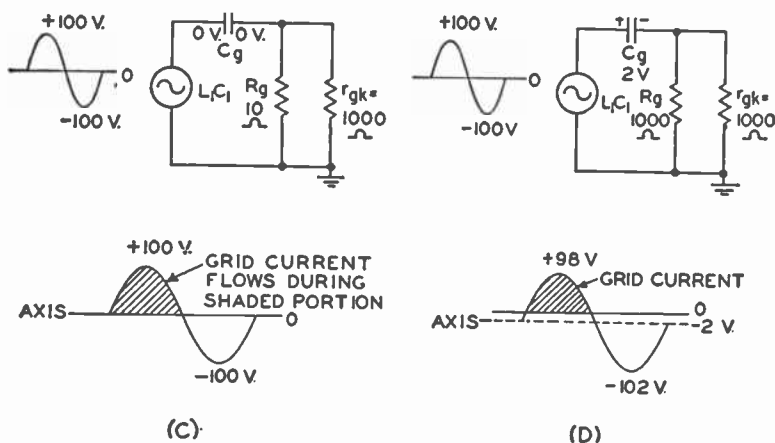 +100 V.
0
-100 V.
0 V. 0 V.
Cg
L1C1
Rg
10
rgk=
1000
+100 V.
GRID CURRENT
FLOWS DURING
SHADED PORTION
AXIS
0
-100 V.
(C)
+100 V.
0
-100 V
+ -
Cg
2 V
L1C1
Rg
1000
rgk=
1000
+98 V
GRID CURRENT
AXIS
0
-2 V.
-102 V.
(D)